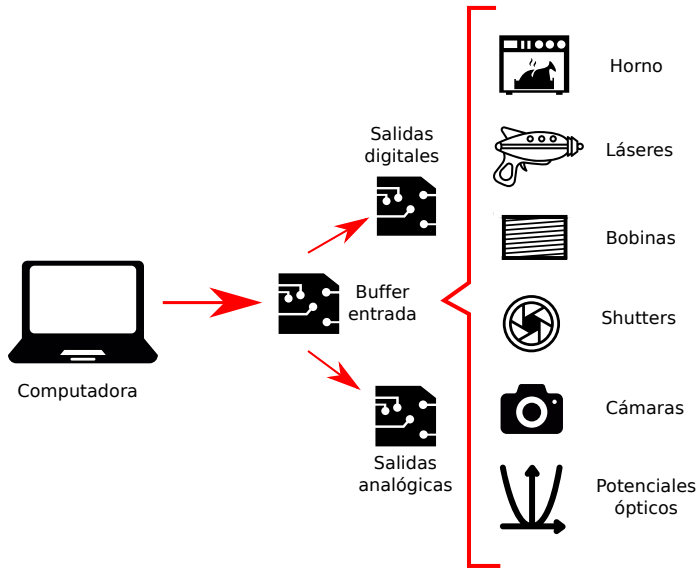 Computadora
Salidas
digitales
Buffer
entrada
Salidas
analógicas
Horno
Láseres
Bobinas
Shutters
Cámaras
Potenciales
ópticos